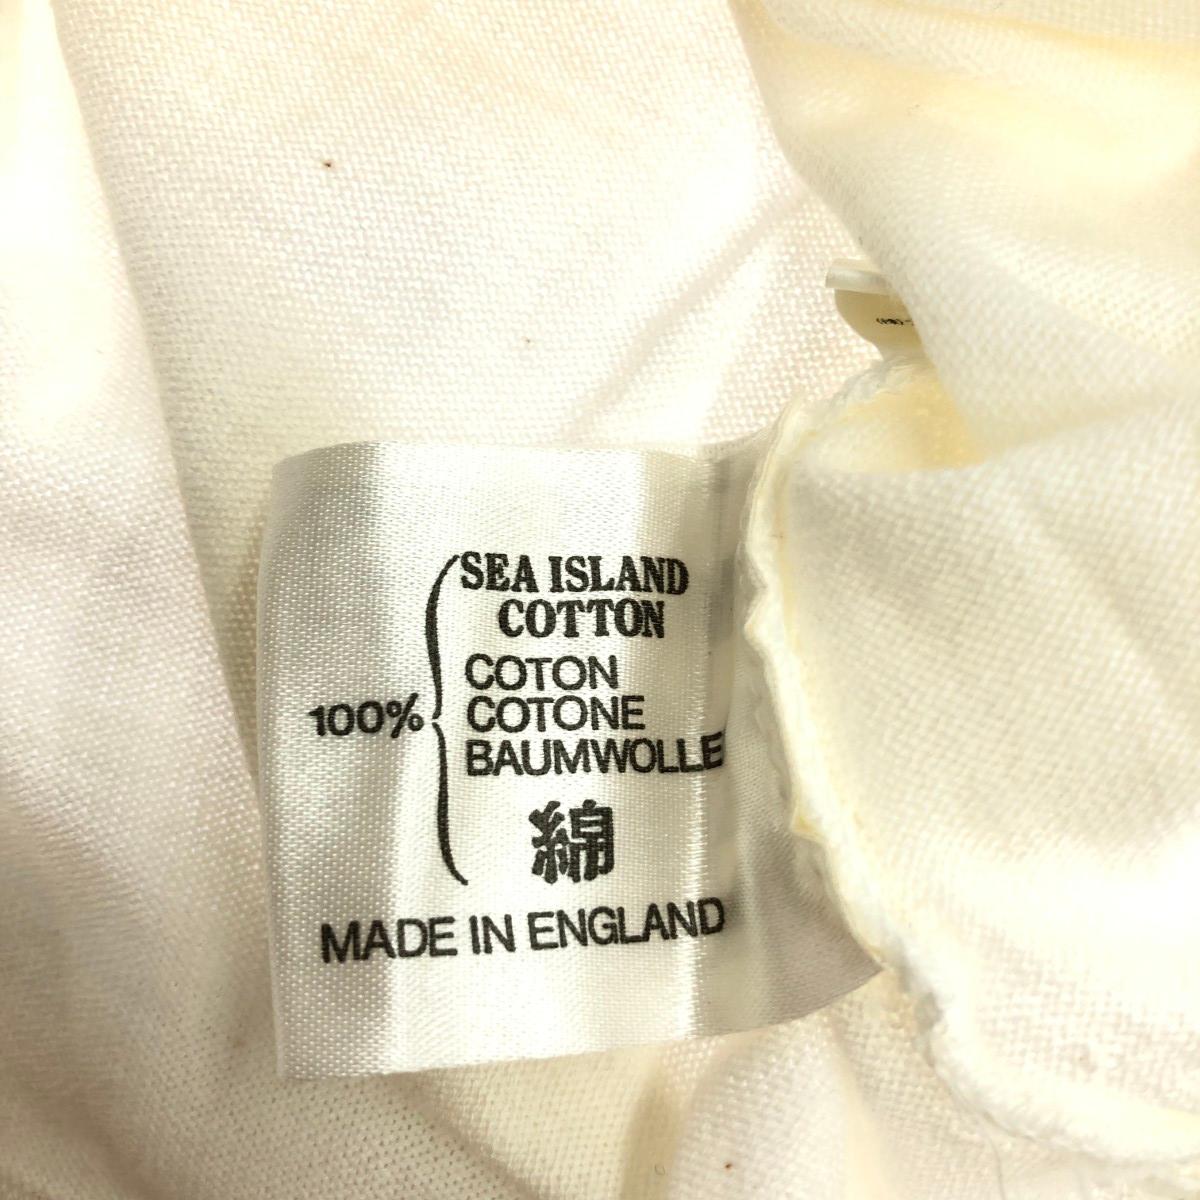 SEA ISLAND
COTTON
COTON
100% COTONE
BAUMWOLLE
綿
MADE IN ENGLAND